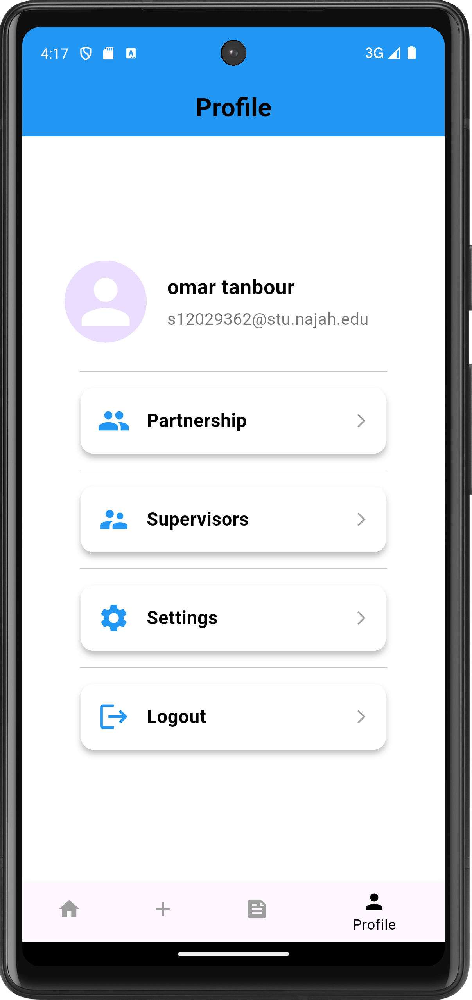 4:17
3G
Profile
omar tanbour
s12029362@stu.najah.edu
Partnership
Supervisors
Settings
Logout
Profile